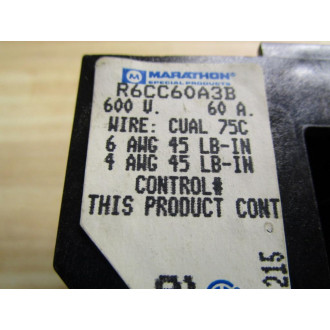 MARATHON®
SPECIAL PRODUCTS
R6CC60A3B
600 V. 60 A.
WIRE: CUAL 75C
6 AWG 45 LB-IN
4 AWG 45 LB-IN
CONTROL#
THIS PRODUCT CONT
215